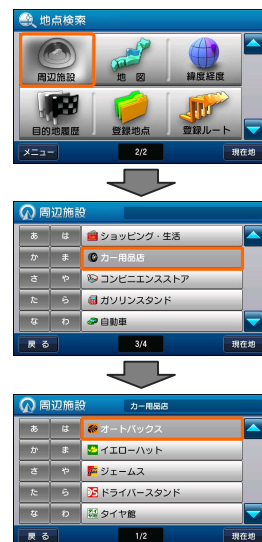 地点検索
周辺施設
地 図
緯度経度
目的地履歴
登録地点
登録ルート
メニュー
2/2
現在地
周辺施設
あ は
ショッピング・生活
か ま
カー用品店
さ や
コンビニエンスストア
た ら
ガソリンスタンド
な わ
自動車
戻 る
3/4
現在地
周辺施設
カー用品店
あ は
オートバックス
か ま
イエローハット
さ や
ジェームス
た ら
ドライバースタンド
な わ
タイヤ館
戻 る
1/2
現在地